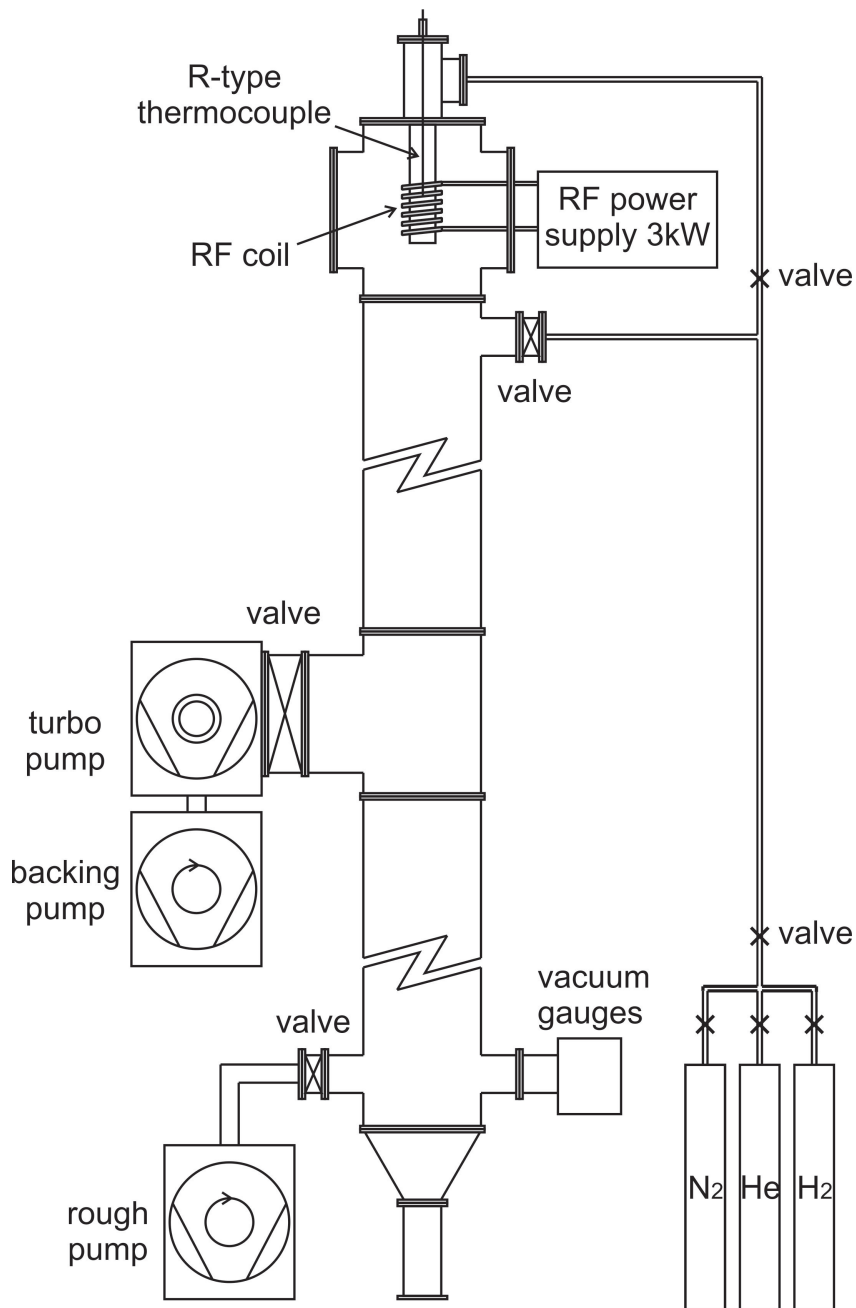 R-type
thermocouple
RF coil
RF power
supply 3kW
valve
valve
valve
turbo
pump
backing
pump
valve
vacuum
gauges
valve
rough
pump
N2
He
H2